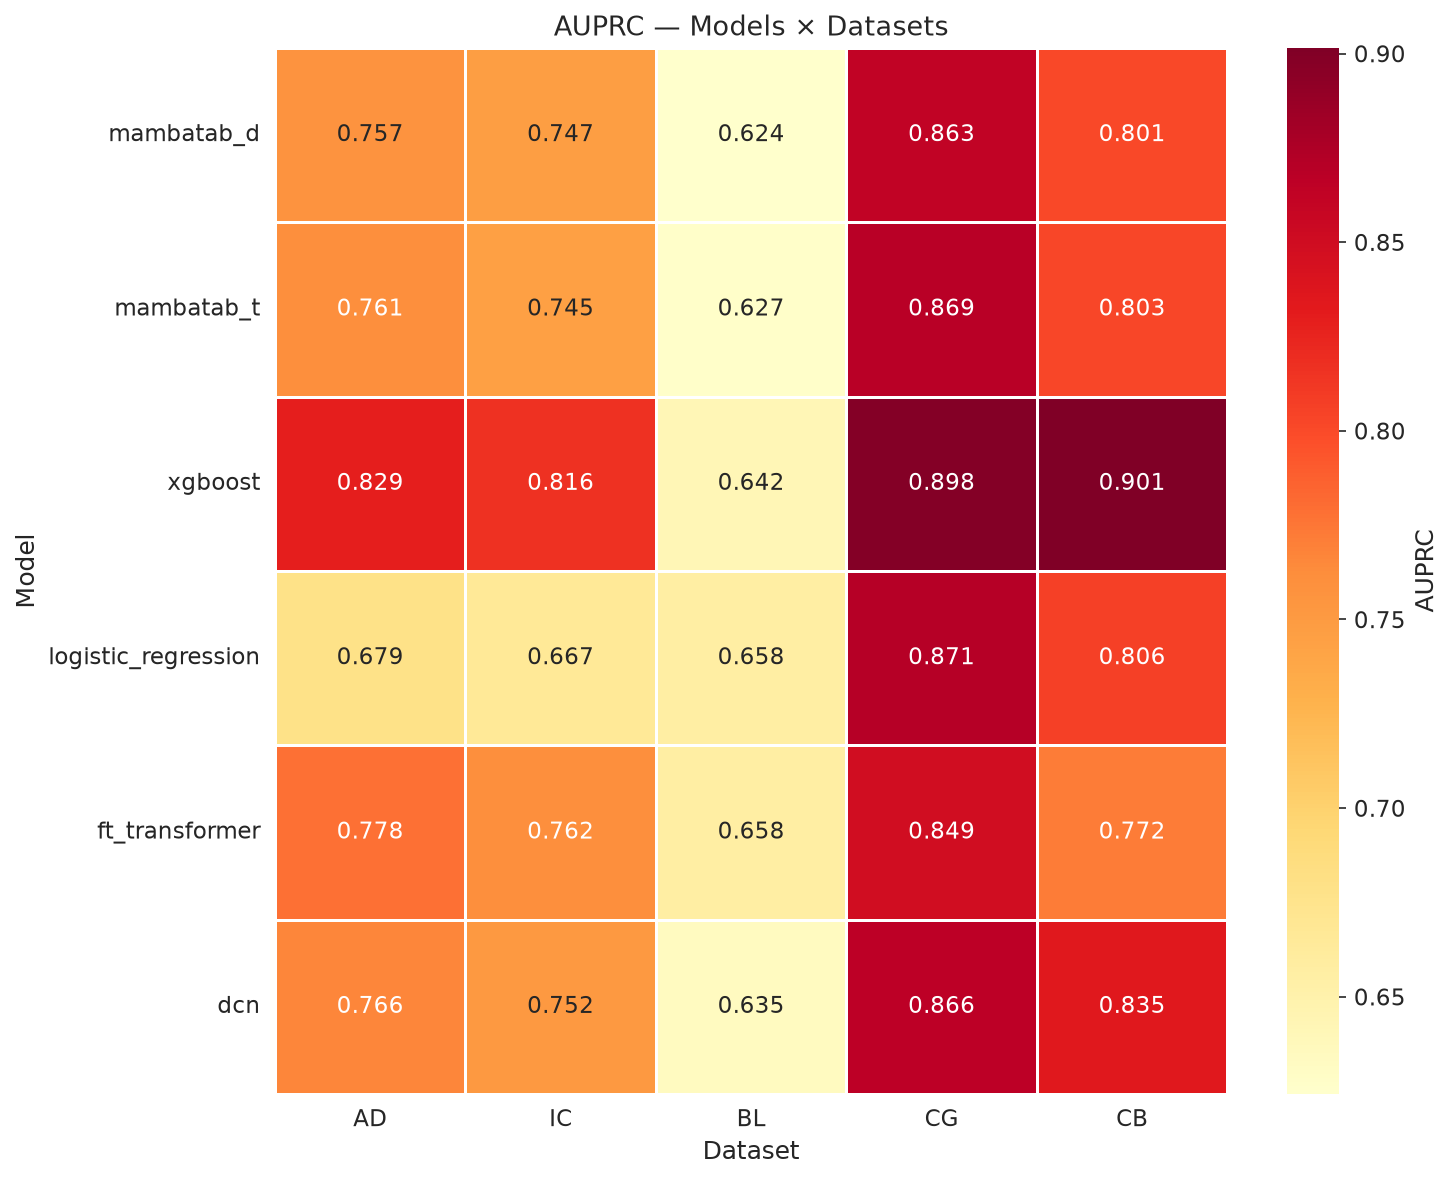 AUPRC — Models × Datasets
mambatab_d 0.757 0.747 0.624 0.863 0.801
mambatab_t 0.761 0.745 0.627 0.869 0.803
xgboost 0.829 0.816 0.642 0.898 0.901
logistic_regression 0.679 0.667 0.658 0.871 0.806
ft_transformer 0.778 0.762 0.658 0.849 0.772
dcn 0.766 0.752 0.635 0.866 0.835
AD IC BL CG CB
Dataset
Model
0.90
0.85
0.80
0.75
0.70
0.65
AUPRC